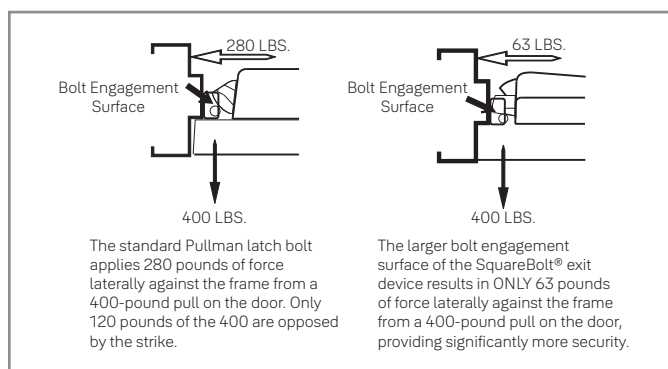 280 LBS.
Bolt Engagement
Surface
400 LBS.
The standard Pullman latch bolt
applies 280 pounds of force
laterally against the frame from a
400-pound pull on the door. Only
120 pounds of the 400 are opposed
by the strike.
63 LBS.
Bolt Engagement
Surface
400 LBS.
The larger bolt engagement
surface of the SquareBolt® exit
device results in ONLY 63 pounds
of force laterally against the frame
from a 400-pound pull on the door,
providing significantly more security.